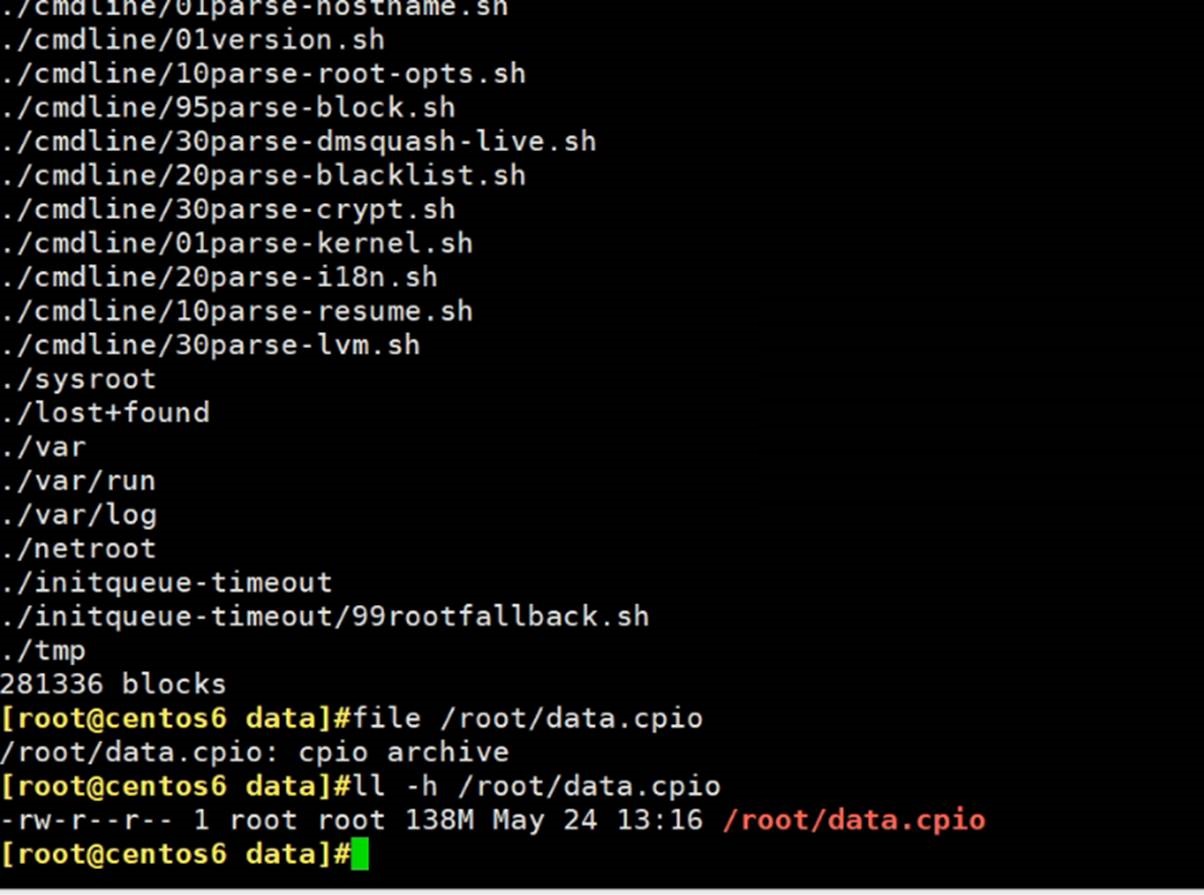 ./cmdline/01parse-hostname.sh
./cmdline/01version.sh
./cmdline/10parse-root-opts.sh
./cmdline/95parse-block.sh
./cmdline/30parse-dmsquash-live.sh
./cmdline/20parse-blacklist.sh
./cmdline/30parse-crypt.sh
./cmdline/01parse-kernel.sh
./cmdline/20parse-i18n.sh
./cmdline/10parse-resume.sh
./cmdline/30parse-lvm.sh
./sysroot
./lost+found
./var
./var/run
./var/log
./netroot
./initqueue-timeout
./initqueue-timeout/99rootfallback.sh
./tmp
281336 blocks
[root@centos6 data]#file /root/data.cpio
/root/data.cpio: cpio archive
[root@centos6 data]#ll -h /root/data.cpio
-rw-r--r-- 1 root root 138M May 24 13:16 /root/data.cpio
[root@centos6 data]#